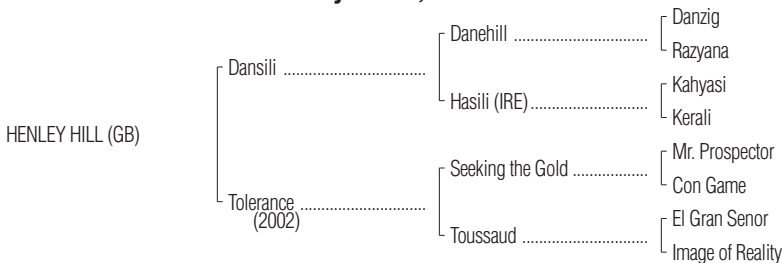 Danzig
Danehill
Razyana
Dansili
Kahyasi
Hasili (IRE)
Kerali
HENLEY HILL (GB)
Mr. Prospector
Seeking the Gold
Con Game
Tolerance
(2002)
El Gran Senor
Toussaud
Image of Reality